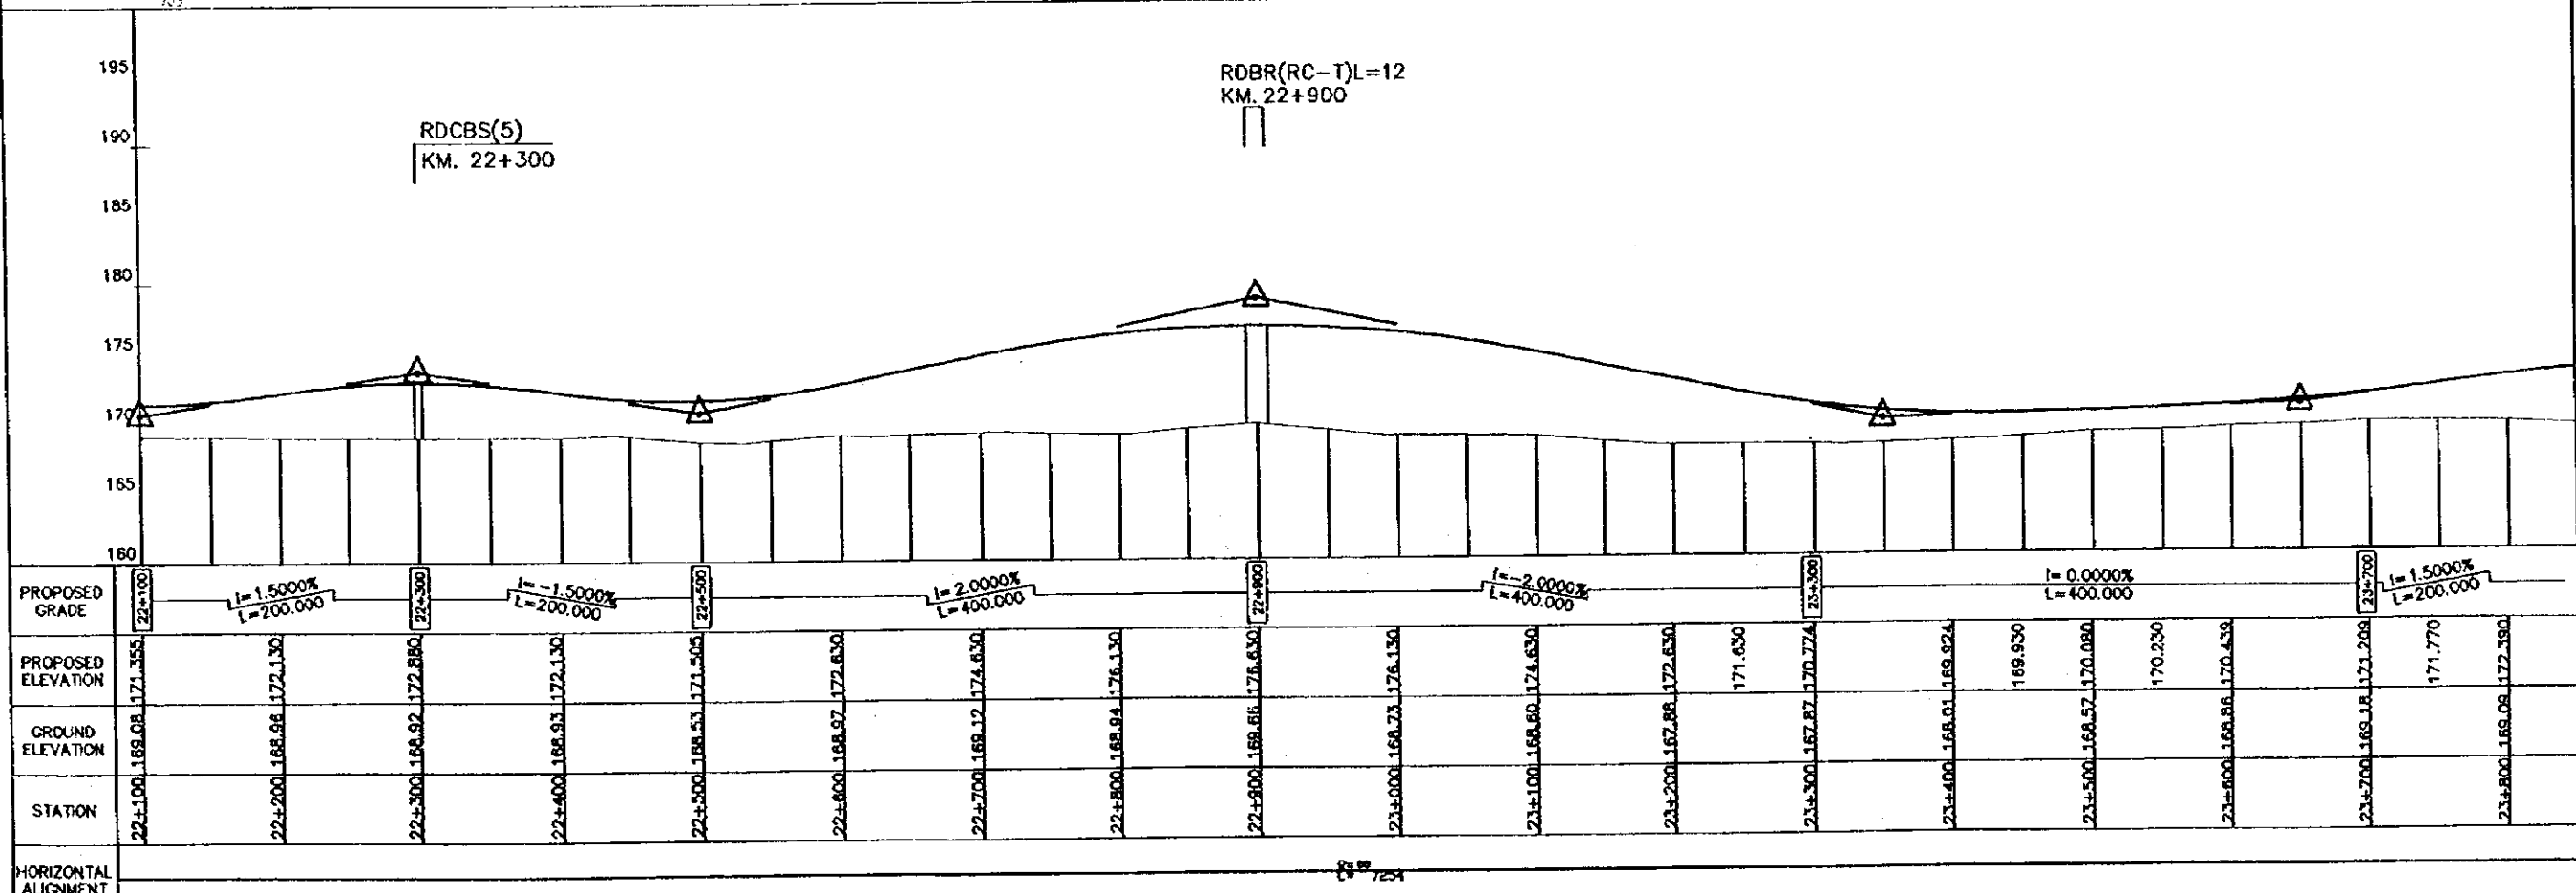 195
190
185
180
175
170
165
160
RDCBS(5)
KM. 22+300
RDBR(RC-T)L=12
KM. 22+900
PROPOSED GRADE
22+100
i=1.5000%
L=200.000
22+300
i=-1.5000%
L=200.000
22+500
i=2.0000%
L=400.000
22+900
i=-2.0000%
L=400.000
23+300
i=0.0000%
L=400.000
23+700
i=1.5000%
L=200.000
PROPOSED ELEVATION
171.355 172.130 172.880 172.130 171.505 172.630 174.630 176.130 176.630 176.130 174.630 172.630 171.630 170.774 169.924 169.930 170.080 170.230 170.439 171.209 171.770 172.390
GROUND ELEVATION
169.08 168.96 168.92 168.93 168.53 168.97 169.12 168.94 169.66 168.73 168.60 167.88 167.87 168.01 168.57 168.86 169.18 169.09
STATION
22+100 22+200 22+300 22+400 22+500 22+600 22+700 22+800 22+900 23+000 23+100 23+200 23+300 23+400 23+500 23+600 23+700 23+800
HORIZONTAL ALIGNMENT